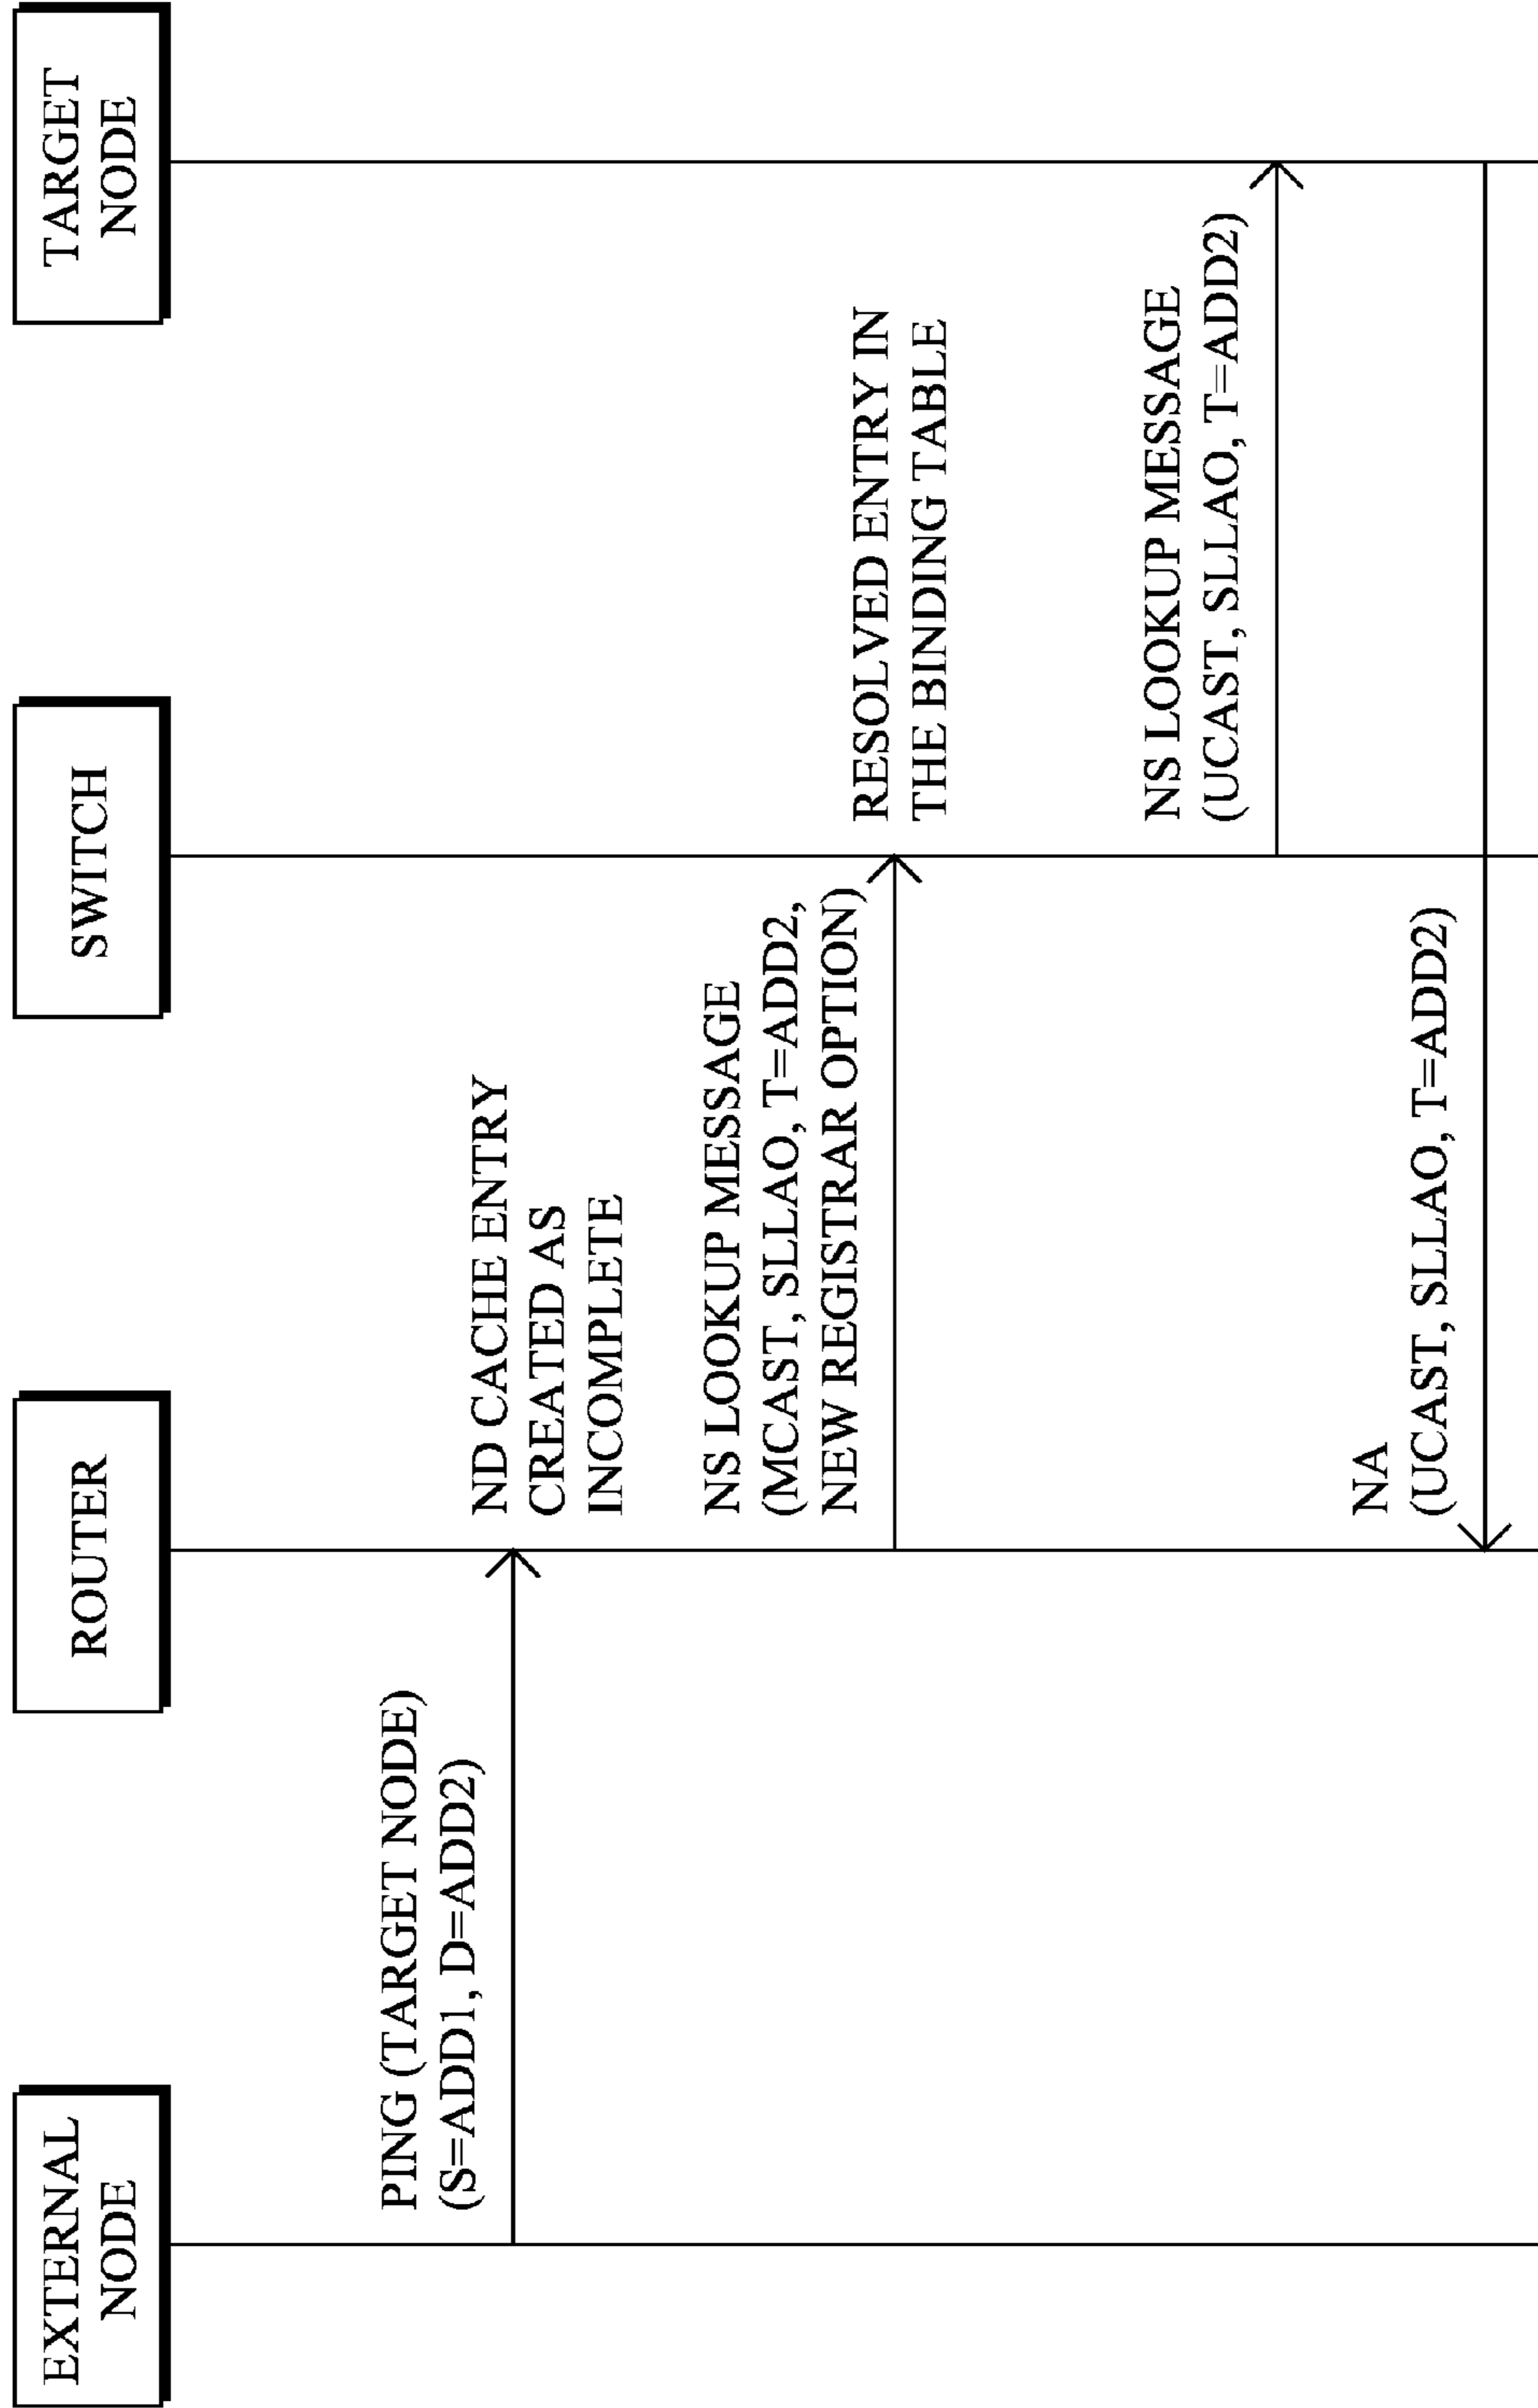 EXTERNAL
NODE
ROUTER
SWITCH
TARGET
NODE
PING (TARGET NODE)
(S=ADD1, D=ADD2)
ND CACHE ENTRY
CREATED AS
INCOMPLETE
NS LOOKUP MESSAGE
(MCAST, SLLAO, T=ADD2,
NEW REGISTRAR OPTION)
RESOLVED ENTRY IN
THE BINDING TABLE
NS LOOKUP MESSAGE
(UCAST, SLLAO, T=ADD2)
NA
(UCAST, SLLAO, T=ADD2)